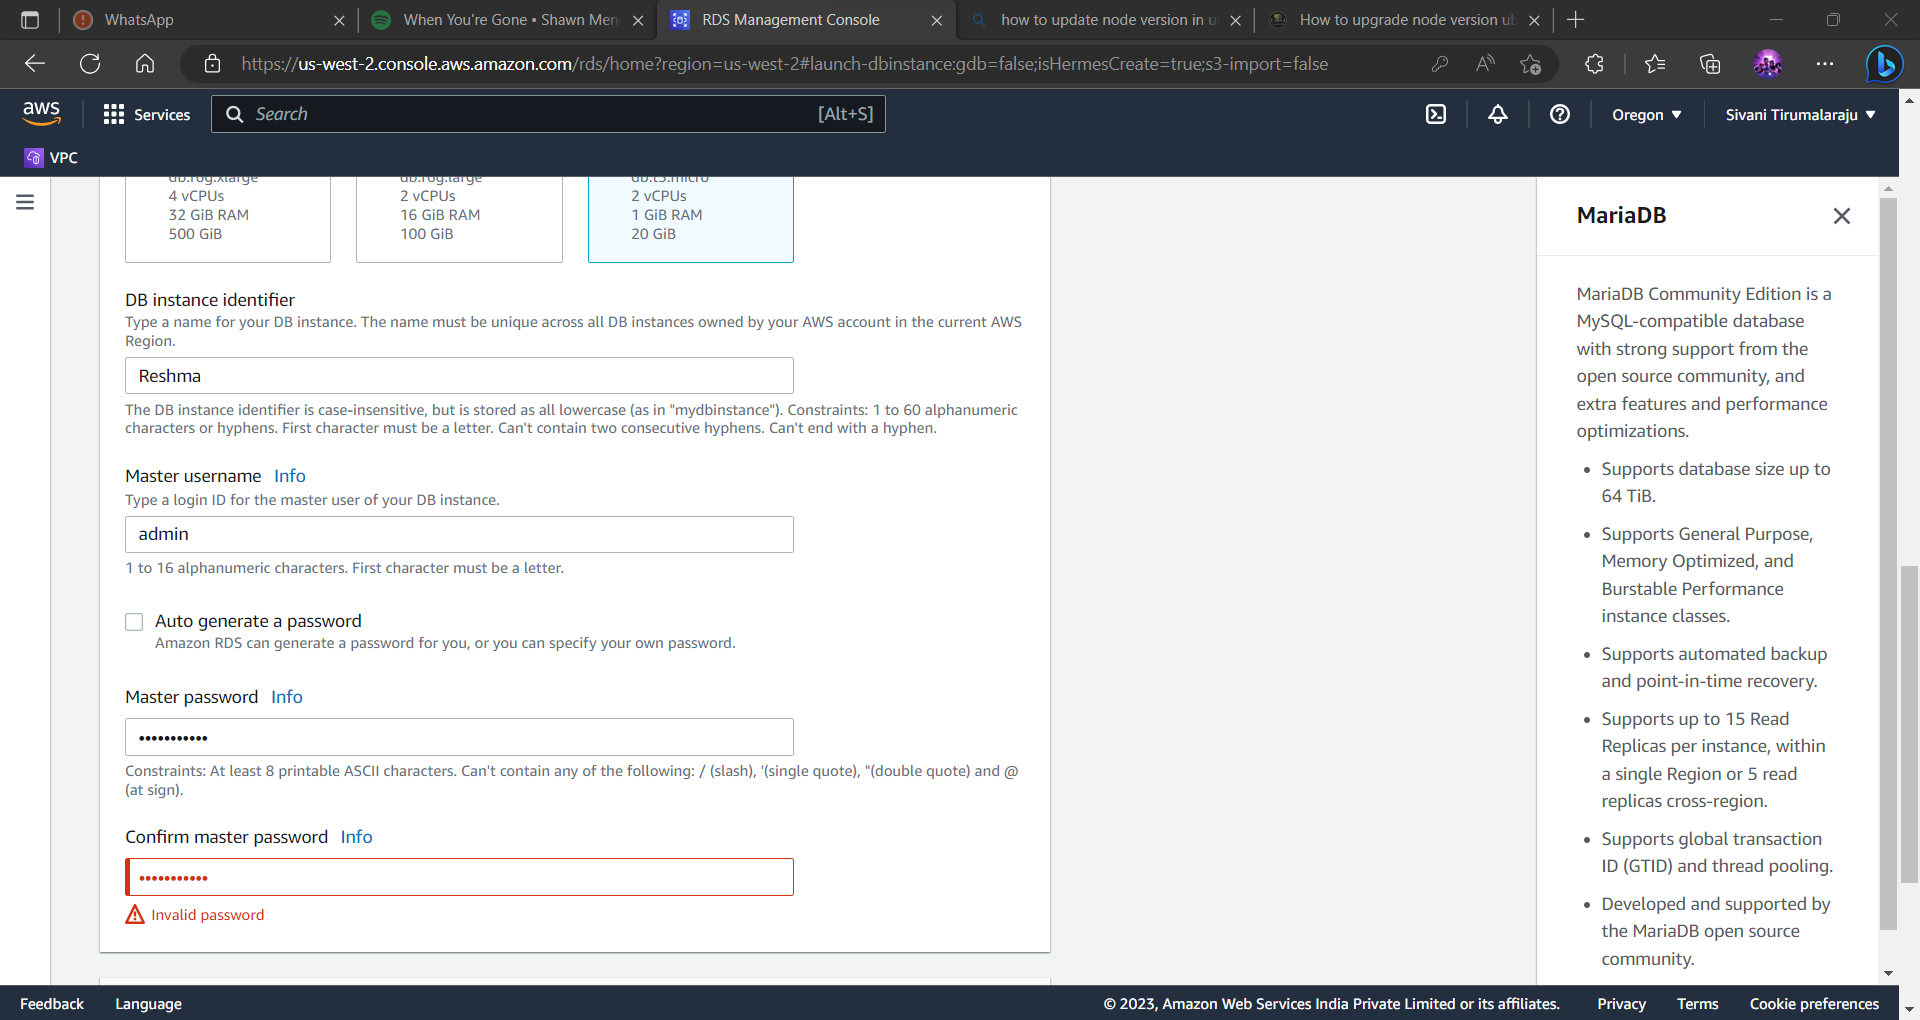 WhatsApp
When You're Gone • Shawn Men
RDS Management Console
how to update node version in u
How to upgrade node version ub
https://us-west-2.console.aws.amazon.com/rds/home?region=us-west-2#launch-dbinstance:gdb=false;isHermesCreate=true;s3-import=false
aws
Services
Search
[Alt+S]
Oregon
Sivani Tirumalaraju
VPC
db.r6g.xlarge
4 vCPUs
32 GiB RAM
500 GiB
db.r6g.large
2 vCPUs
16 GiB RAM
100 GiB
db.t3.micro
2 vCPUs
1 GiB RAM
20 GiB
DB instance identifier
Type a name for your DB instance. The name must be unique across all DB instances owned by your AWS account in the current AWS
Region.
Reshma
The DB instance identifier is case-insensitive, but is stored as all lowercase (as in "mydbinstance"). Constraints: 1 to 60 alphanumeric
characters or hyphens. First character must be a letter. Can't contain two consecutive hyphens. Can't end with a hyphen.
Master username Info
Type a login ID for the master user of your DB instance.
admin
1 to 16 alphanumeric characters. First character must be a letter.
Auto generate a password
Amazon RDS can generate a password for you, or you can specify your own password.
Master password Info
•••••••••••
Constraints: At least 8 printable ASCII characters. Can't contain any of the following: / (slash), '(single quote), "(double quote) and @
(at sign).
Confirm master password Info
•••••••••••
Invalid password
MariaDB
MariaDB Community Edition is a
MySQL-compatible database
with strong support from the
open source community, and
extra features and performance
optimizations.
• Supports database size up to
64 TiB.
• Supports General Purpose,
Memory Optimized, and
Burstable Performance
instance classes.
• Supports automated backup
and point-in-time recovery.
• Supports up to 15 Read
Replicas per instance, within
a single Region or 5 read
replicas cross-region.
• Supports global transaction
ID (GTID) and thread pooling.
• Developed and supported by
the MariaDB open source
community.
Feedback
Language
© 2023, Amazon Web Services India Private Limited or its affiliates.
Privacy
Terms
Cookie preferences